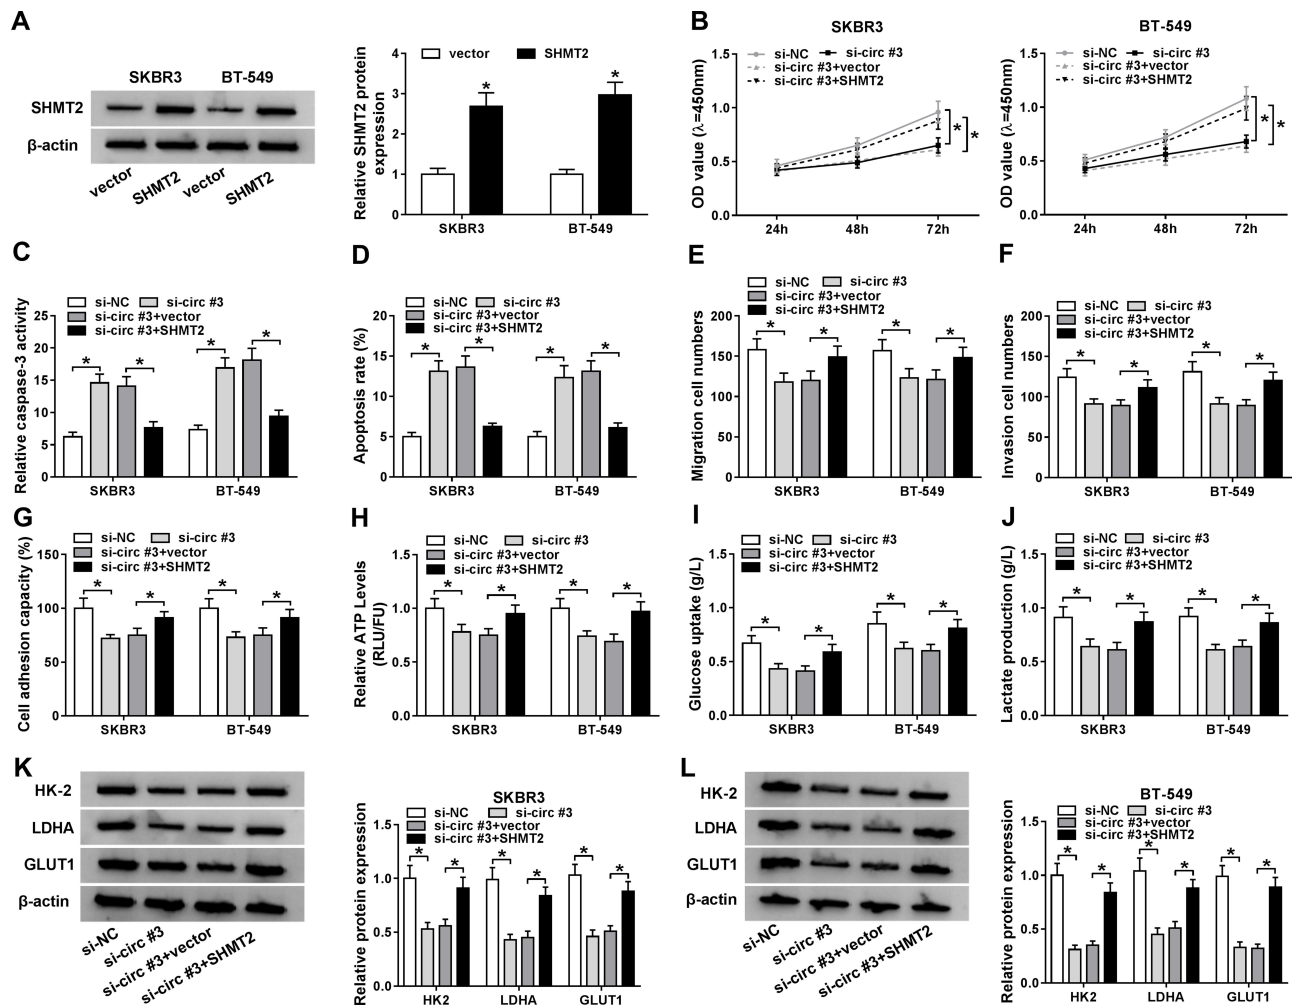 A
SKBR3 BT-549
SHMT2
β-actin
vector
SHMT2
vector
SHMT2
vector SHMT2
Relative SHMT2 protein
expression
4
3
2
1
0
* *
SKBR3 BT-549
B
SKBR3
si-NC si-circ #3
si-circ #3+vector
si-circ #3+SHMT2
OD value (λ=450nm)
1.5
1.0
0.5
0.0
* *
24h 48h 72h
BT-549
si-NC si-circ #3
si-circ #3+vector
si-circ #3+SHMT2
OD value (λ=450nm)
1.5
1.0
0.5
0.0
* *
24h 48h 72h
C
si-NC si-circ #3
si-circ #3+vector
si-circ #3+SHMT2
Relative caspase-3 activity
25
20
15
10
5
0
* * * *
SKBR3 BT-549
D
si-NC si-circ #3
si-circ #3+vector
si-circ #3+SHMT2
Apoptosis rate (%)
20
15
10
5
0
* * * *
SKBR3 BT-549
E
si-NC si-circ #3
si-circ #3+vector
si-circ #3+SHMT2
Migration cell numbers
200
150
100
50
0
* * * *
SKBR3 BT-549
F
si-NC si-circ #3
si-circ #3+vector
si-circ #3+SHMT2
Invasion cell numbers
200
150
100
50
0
* * * *
SKBR3 BT-549
G
si-NC si-circ #3
si-circ #3+vector
si-circ #3+SHMT2
Cell adhesion capacity (%)
150
100
50
0
* * * *
SKBR3 BT-549
H
si-NC si-circ #3
si-circ #3+vector
si-circ #3+SHMT2
Relative ATP Levels
(RLU/FU)
1.5
1.0
0.5
0.0
* * * *
SKBR3 BT-549
I
si-NC si-circ #3
si-circ #3+vector
si-circ #3+SHMT2
Glucose uptake (g/L)
1.5
1.0
0.5
0.0
* * * *
SKBR3 BT-549
J
si-NC si-circ #3
si-circ #3+vector
si-circ #3+SHMT2
Lactate production (g/L)
1.5
1.0
0.5
0.0
* * * *
SKBR3 BT-549
K
HK-2
LDHA
GLUT1
β-actin
si-NC
si-circ #3
si-circ #3+vector
si-circ #3+SHMT2
SKBR3
si-NC si-circ #3
si-circ #3+vector
si-circ #3+SHMT2
Relative protein expression
1.5
1.0
0.5
0.0
* * * * * *
HK2 LDHA GLUT1
L
HK-2
LDHA
GLUT1
β-actin
si-NC
si-circ #3
si-circ #3+vector
si-circ #3+SHMT2
BT-549
si-NC si-circ #3
si-circ #3+vector
si-circ #3+SHMT2
Relative protein expression
1.5
1.0
0.5
0.0
* * * * * *
HK2 LDHA GLUT1